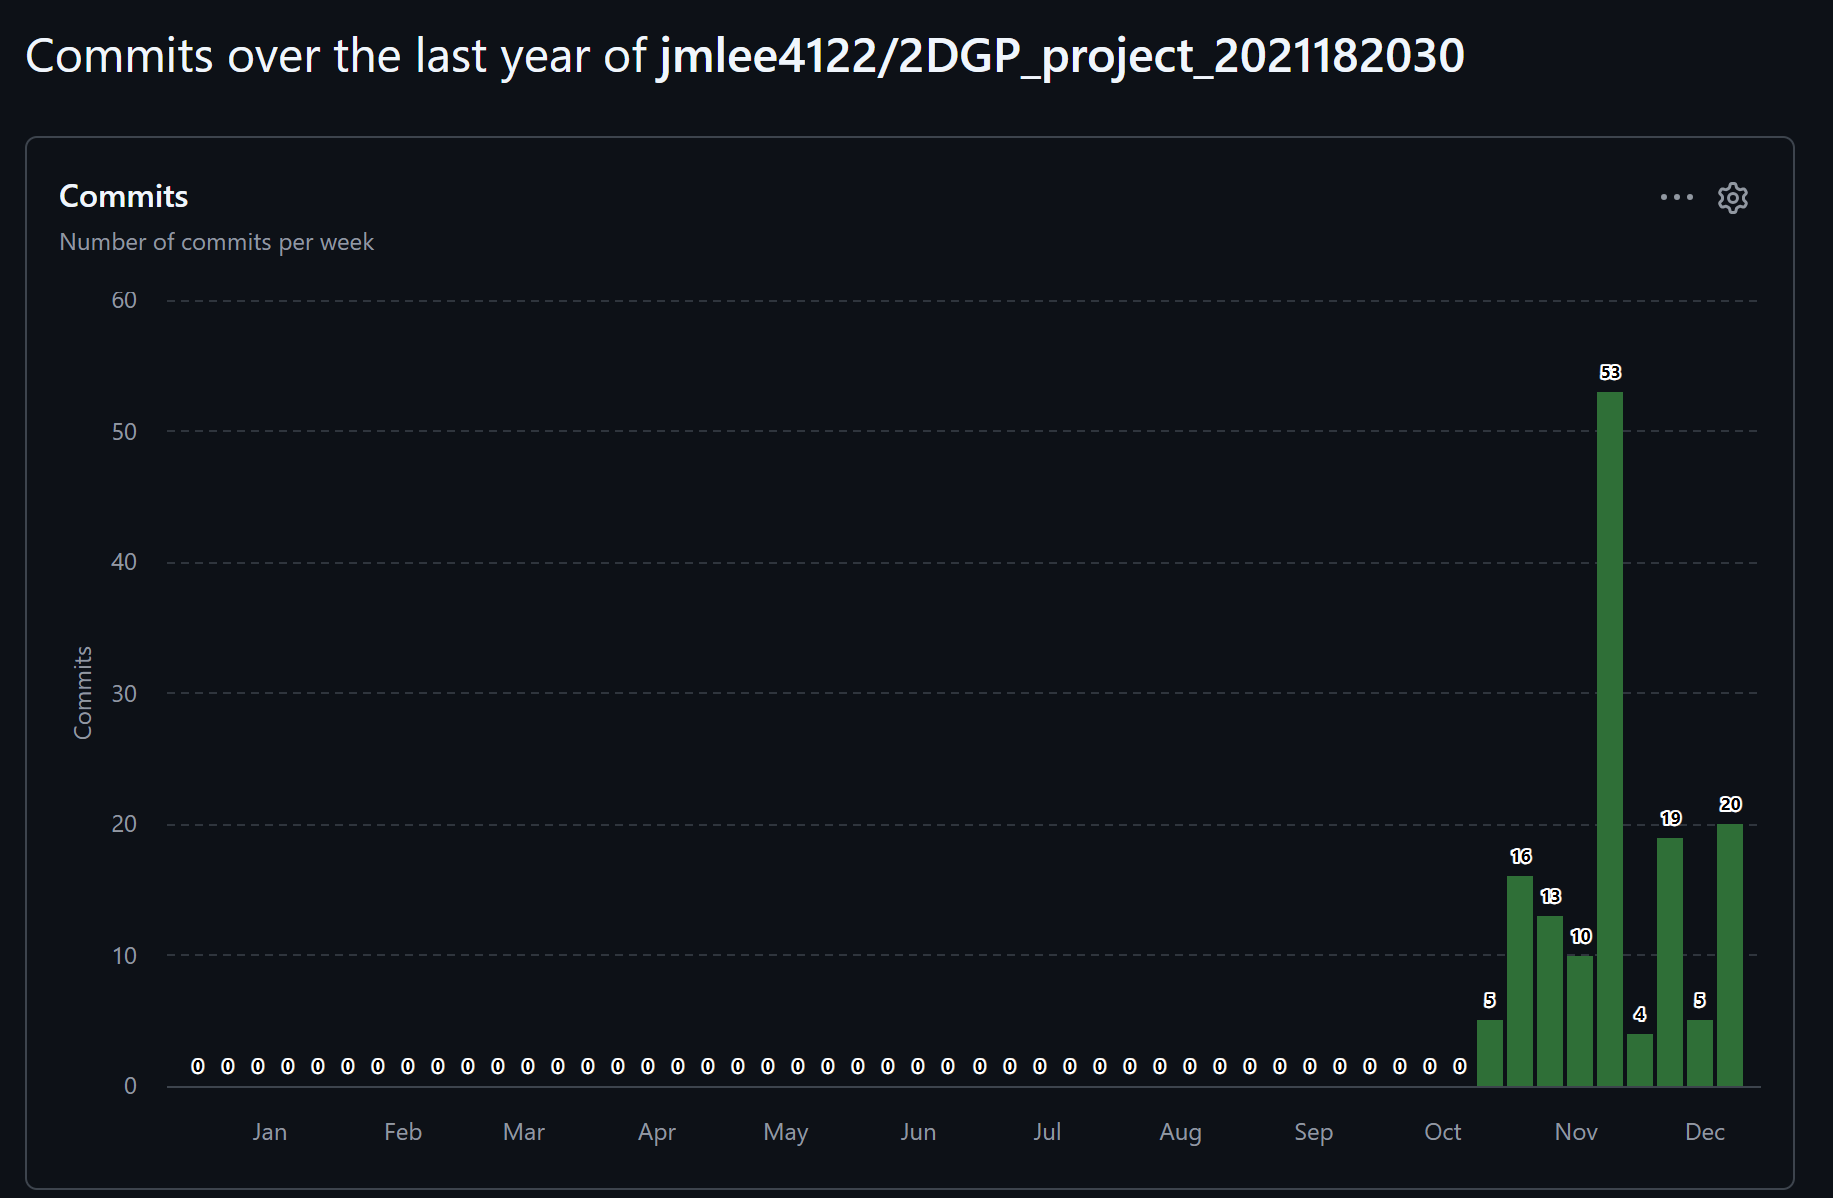 Commits over the last year of jmlee4122/2DGP_project_2021182030
Commits
Number of commits per week
60
50
40
30
20
10
0
Commits
0 0 0 0 0 0 0 0 0 0 0 0 0 0 0 0 0 0 0 0 0 0 0 0 0 0 0 0 0 0 0 0 0 0 0 0 0 0 0 0 0 0 0 5 16 13 10 53 4 19 5 20
Jan Feb Mar Apr May Jun Jul Aug Sep Oct Nov Dec